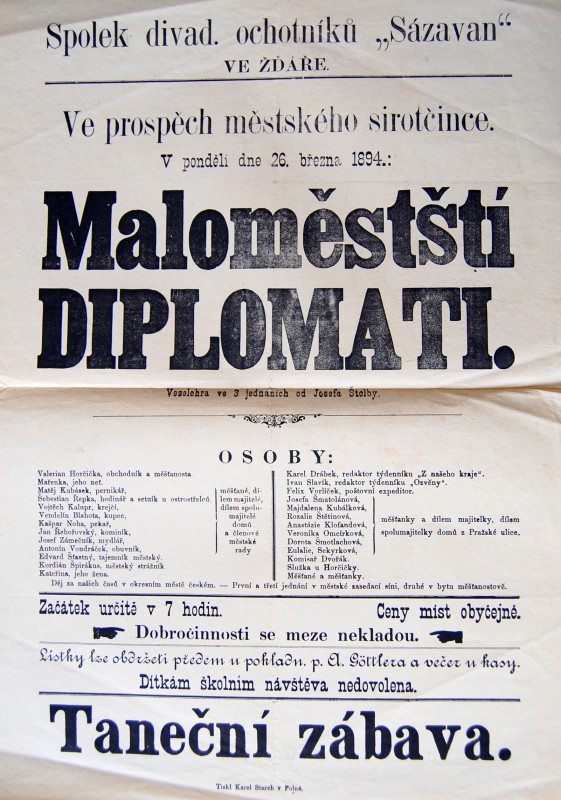 Spolek divad. ochotníků „Sázavan“
VE ŽĎÁŘE.
Ve prospěch městského sirotčince.
V pondělí dne 26. března 1894.:
Maloměstští
DIPLOMATI.
Veselohra ve 3 jednáních od Josefa Štolby.
OSOBY:
Valerian Horčička, obchodník a měšťanosta
Mařenka, jeho neť.
Matěj Kubásek, pernikář,
Šebestian Řepka, hodinář a setník u ostrostřelců
Vojtěch Kalupr, krejčí,
Vendelín Blahota, kupec,
Kašpar Noha, pekař,
Jan Řehořovský, kominík,
Josef Zámečník, mydlář,
Antonín Vondráček, obuvník,
Edvard Šťastný, tajemník městský.
Kordián Špirákus, městský strážník
Kateřina, jeho žena.
měšťané, dí-
lem majitelé,
dílem spolu-
majitelé
domů
a členové
městské
rady
Karel Drábek, redaktor týdenníku „Z našeho kraje“.
Ivan Slavík, redaktor týdenníku „Ozvěny“.
Felix Vorlíček, poštovní expeditor.
Josefa Šmatolánová,
Majdalena Kubálková,
Rozalie Štětinová,
Anastázie Klofandová,
Veronika Omcirková,
Dorota Smotlachová,
Eulalie, Sekyrková,
Komisař Dvořák.
Služka u Horčičky.
Měšťané a měšťanky.
měšťanky a dílem majitelky, dílem
spolumajitelky domů z Pražské ulice,
Děj za našich časů v okresním městě českém. — První a třetí jednání v městské zasedací síni, druhé v bytu měšťanostově.
Začátek určitě v 7 hodin. Ceny míst obyčejné.
Dobročinnosti se meze nekladou.
Lístky lze obdržeti předem u pokladn. p. A. Göttlera a večer u kasy.
Dítkám školním návštěva nedovolena.
Taneční zábava.
Tiskl Karel Starch v Polné.